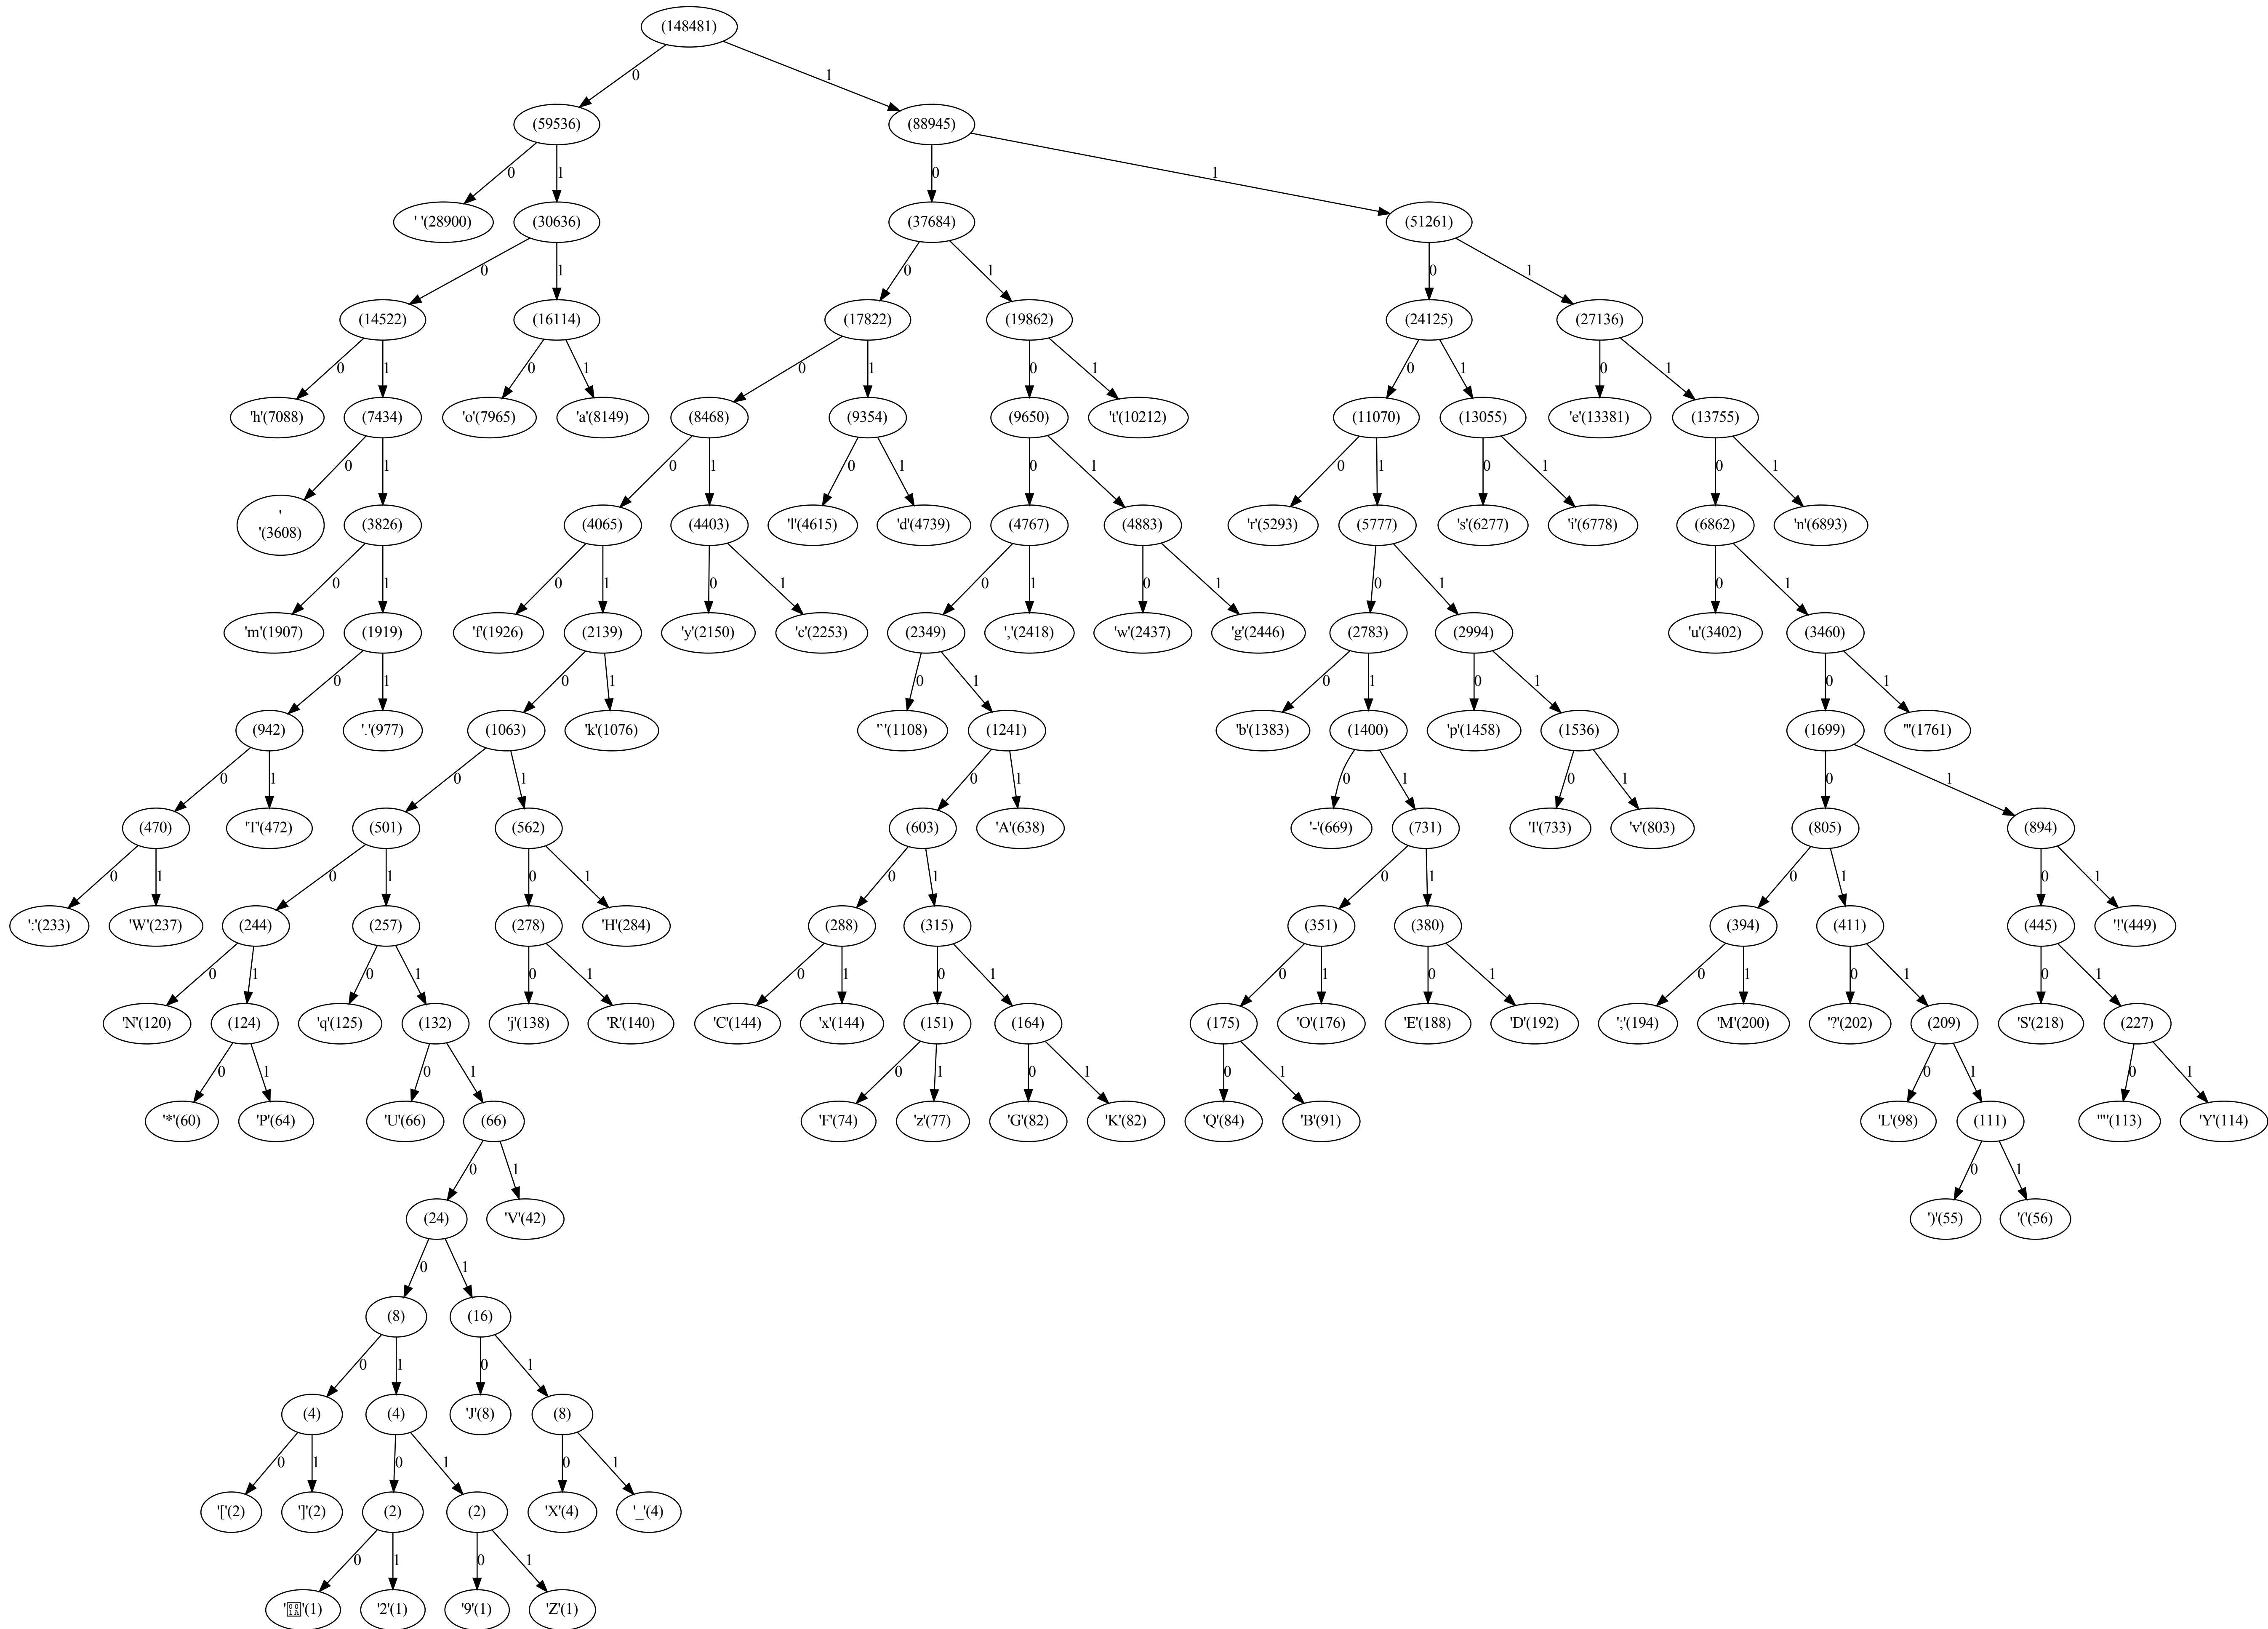 (148481)
0 1
(59536) (88945)
0 1 0 1
' '(28900) (30636) (37684) (51261)
0 1 0 1 0 1
(14522) (16114) (17822) (19862) (24125) (27136)
0 1 0 1 0 1 0 1 0 1 0 1
'h'(7088) (7434) 'o'(7965) 'a'(8149) (8468) (9354) (9650) 't'(10212) (11070) (13055) 'e'(13381) (13755)
0 1 0 1 0 1 0 1 0 1 0 1 0 1
'
'(3608) (3826) (4065) (4403) 'l'(4615) 'd'(4739) (4767) (4883) 'r'(5293) (5777) 's'(6277) 'i'(6778) (6862) 'n'(6893)
0 1 0 1 0 1 0 1 0 1 0 1 0 1
'm'(1907) (1919) 'f'(1926) (2139) 'y'(2150) 'c'(2253) (2349) ','(2418) 'w'(2437) 'g'(2446) (2783) (2994) 'u'(3402) (3460)
0 1 0 1 0 1 0 1 0 1 0 1
(942) '.'(977) (1063) 'k'(1076) '`'(1108) (1241) 'b'(1383) (1400) 'p'(1458) (1536) (1699) '''(1761)
0 1 0 1 0 1 0 1 0 1 0 1
(470) 'T'(472) (501) (562) (603) 'A'(638) '-'(669) (731) 'I'(733) 'v'(803) (805) (894)
0 1 0 1 0 1 0 1 0 1 0 1 0 1
':'(233) 'W'(237) (244) (257) (278) 'H'(284) (288) (315) (351) (380) (394) (411) (445) '!'(449)
0 1 0 1 0 1 0 1 0 1 0 1 0 1 0 1 0 1 0 1
'N'(120) (124) 'q'(125) (132) 'j'(138) 'R'(140) 'C'(144) 'x'(144) (151) (164) (175) 'O'(176) 'E'(188) 'D'(192) ';'(194) 'M'(200) '?'(202) (209) 'S'(218) (227)
0 1 0 1 0 1 0 1 0 1 0 1 0 1
'*'(60) 'P'(64) 'U'(66) (66) 'F'(74) 'z'(77) 'G'(82) 'K'(82) 'Q'(84) 'B'(91) 'L'(98) (111) '"'(113) 'Y'(114)
0 1 0 1
(24) 'V'(42) ')'(55) '('(56)
0 1
(8) (16)
0 1 0 1
(4) (4) 'J'(8) (8)
0 1 0 1 0 1
'['(2) ']'(2) (2) (2) 'X'(4) '_'(4)
0 1 0 1
''(1) '2'(1) '9'(1) 'Z'(1)